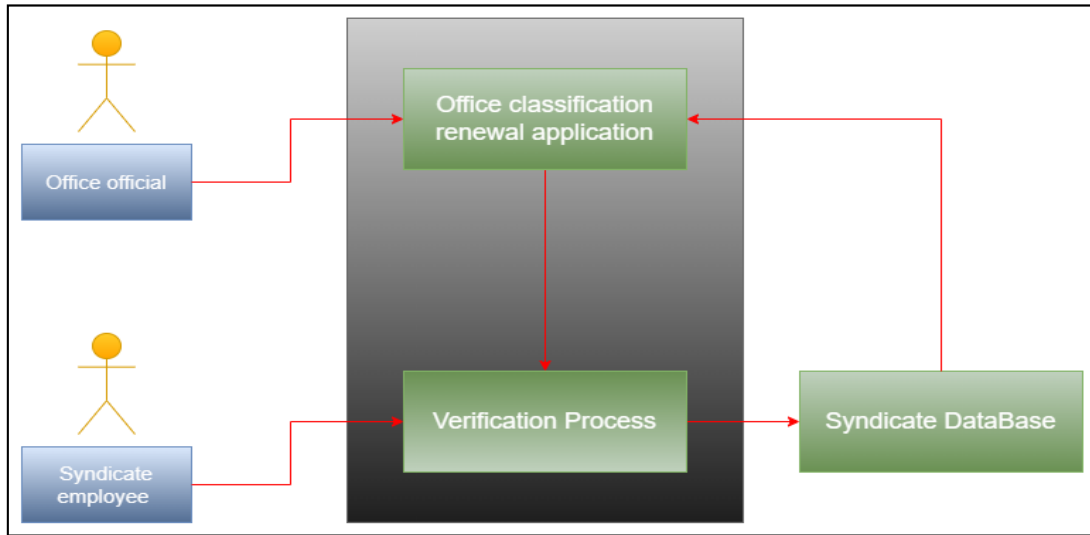 Office classification
renewal application
Office official
Verification Process
Syndicate DataBase
Syndicate
employee